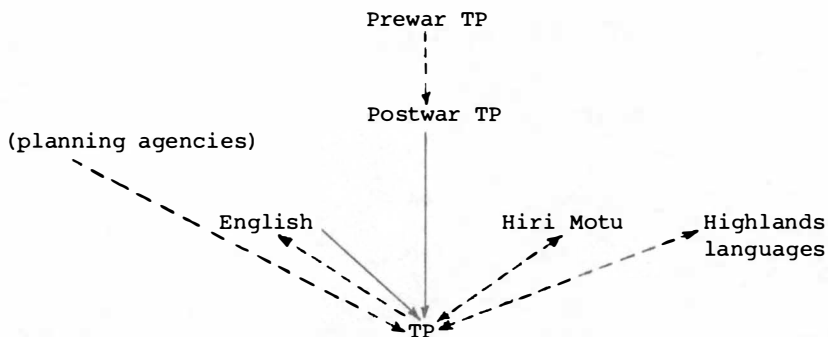 Prewar TP
Postwar TP
(planning agencies)
English
Hiri Motu
Highlands
languages
TP